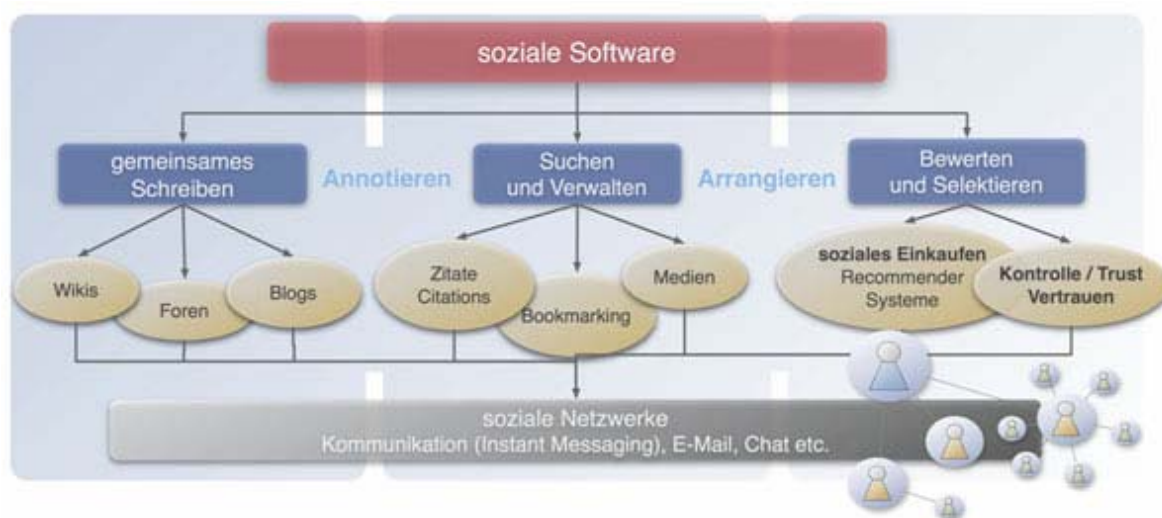 soziale Software
gemeinsames
Schreiben
Annotieren
Suchen
und Verwalten
Arrangieren
Bewerten
und Selektieren
Wikis
Foren
Blogs
Zitate
Citations
Bookmarking
Medien
soziales Einkaufen
Recommender
Systeme
Kontrolle / Trust
Vertrauen
soziale Netzwerke
Kommunikation (Instant Messaging), E-Mail, Chat etc.